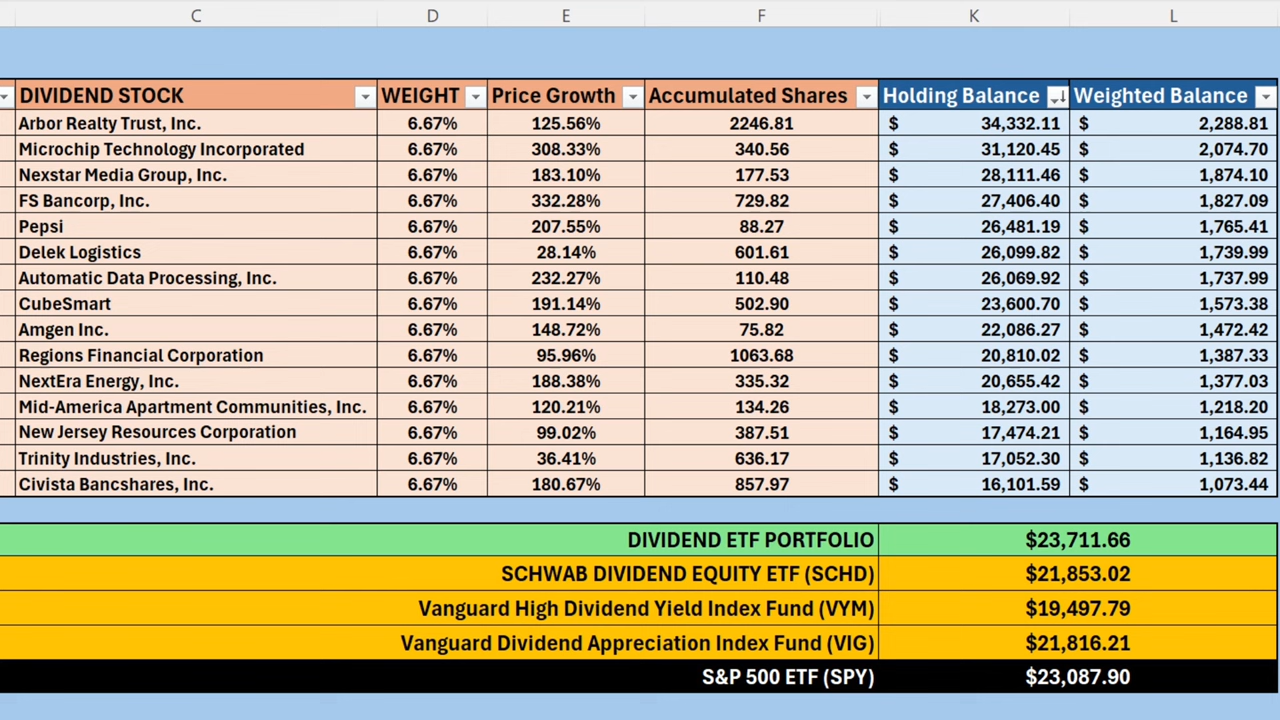 C D E F K L
DIVIDEND STOCK WEIGHT Price Growth Accumulated Shares Holding Balance Weighted Balance
Arbor Realty Trust, Inc. 6.67% 125.56% 2246.81 $ 34,332.11 $ 2,288.81
Microchip Technology Incorporated 6.67% 308.33% 340.56 $ 31,120.45 $ 2,074.70
Nexstar Media Group, Inc. 6.67% 183.10% 177.53 $ 28,111.46 $ 1,874.10
FS Bancorp, Inc. 6.67% 332.28% 729.82 $ 27,406.40 $ 1,827.09
Pepsi 6.67% 207.55% 88.27 $ 26,481.19 $ 1,765.41
Delek Logistics 6.67% 28.14% 601.61 $ 26,099.82 $ 1,739.99
Automatic Data Processing, Inc. 6.67% 232.27% 110.48 $ 26,069.92 $ 1,737.99
CubeSmart 6.67% 191.14% 502.90 $ 23,600.70 $ 1,573.38
Amgen Inc. 6.67% 148.72% 75.82 $ 22,086.27 $ 1,472.42
Regions Financial Corporation 6.67% 95.96% 1063.68 $ 20,810.02 $ 1,387.33
NextEra Energy, Inc. 6.67% 188.38% 335.32 $ 20,655.42 $ 1,377.03
Mid-America Apartment Communities, Inc. 6.67% 120.21% 134.26 $ 18,273.00 $ 1,218.20
New Jersey Resources Corporation 6.67% 99.02% 387.51 $ 17,474.21 $ 1,164.95
Trinity Industries, Inc. 6.67% 36.41% 636.17 $ 17,052.30 $ 1,136.82
Civista Bancshares, Inc. 6.67% 180.67% 857.97 $ 16,101.59 $ 1,073.44
DIVIDEND ETF PORTFOLIO $23,711.66
SCHWAB DIVIDEND EQUITY ETF (SCHD) $21,853.02
Vanguard High Dividend Yield Index Fund (VYM) $19,497.79
Vanguard Dividend Appreciation Index Fund (VIG) $21,816.21
S&P 500 ETF (SPY) $23,087.90